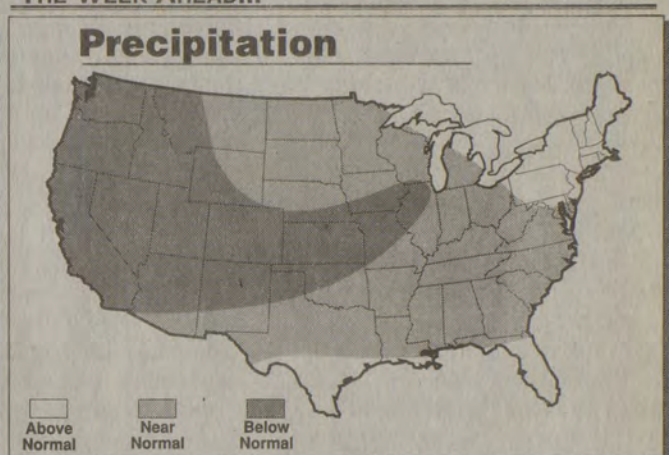 THE WEEK AHEAD...
Precipitation
Above
Normal
Near
Normal
Below
Normal